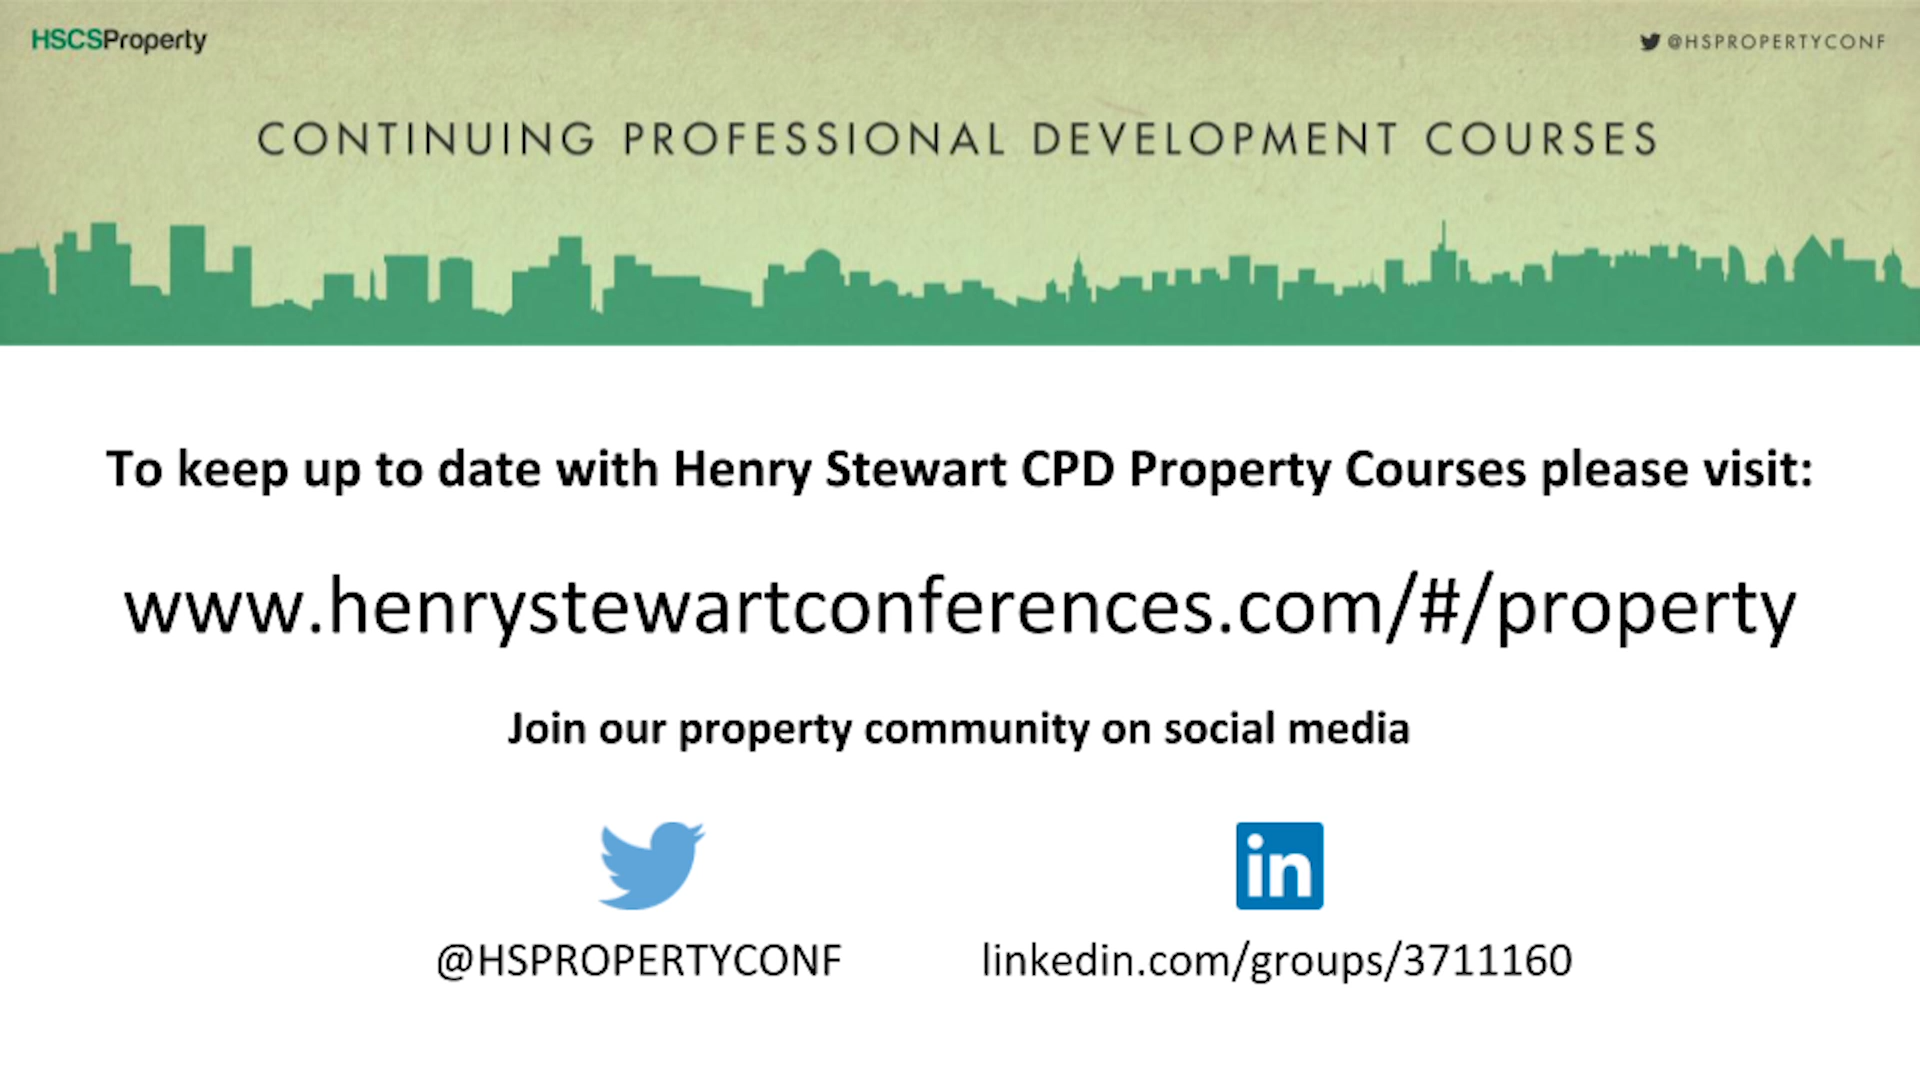 HSCSProperty
@HSPROPERTYCONF
CONTINUING PROFESSIONAL DEVELOPMENT COURSES
To keep up to date with Henry Stewart CPD Property Courses please visit:
www.henrystewartconferences.com/#/property
Join our property community on social media
in
@HSPROPERTYCONF
linkedin.com/groups/3711160